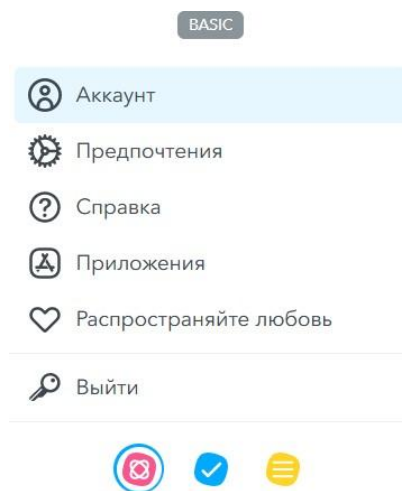 BASIC
Аккаунт
Предпочтения
Справка
Приложения
Распространяйте любовь
Выйти